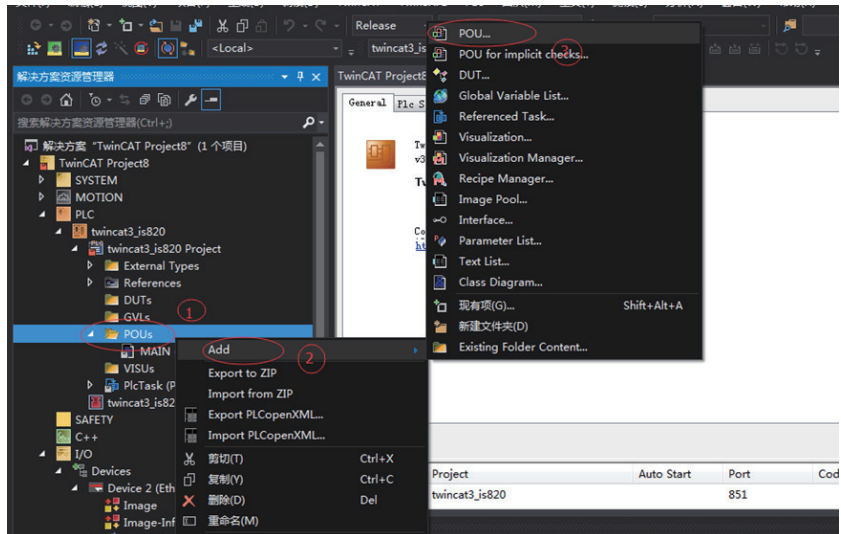 Release
<Local>
twincat3_is
解决方案资源管理器
搜索解决方案资源管理器(Ctrl+;)
解决方案 "TwinCAT Project8" (1 个项目)
TwinCAT Project8
SYSTEM
MOTION
PLC
twincat3_is820
twincat3_is820 Project
External Types
References
DUTs
GVLs
POUs
MAIN
VISUs
PlcTask (P
twincat3_is82
SAFETY
C++
I/O
Devices
Device 2 (Eth
Image
Image-Inf
1
Add
2
Export to ZIP
Import from ZIP
Export PLCopenXML...
Import PLCopenXML...
剪切(T) Ctrl+X
复制(Y) Ctrl+C
删除(D) Del
重命名(M)
TwinCAT Project8
General Plc S
Tw
v3
Tw
Co
ht
POU...
3
POU for implicit checks...
DUT...
Global Variable List...
Referenced Task...
Visualization...
Visualization Manager...
Recipe Manager...
Image Pool...
Interface...
Parameter List...
Text List...
Class Diagram...
现有项(G)... Shift+Alt+A
新建文件夹(D)
Existing Folder Content...
Project Auto Start Port Cod
twincat3_is820 851